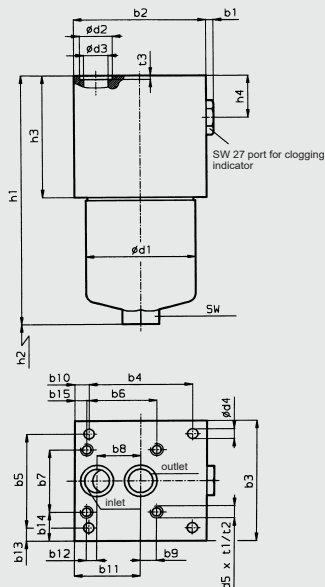 b2
b1
ød2
ød3
t3
h4
h3
h1
SW 27 port for clogging
indicator
ød1
SW
h2
b10
b4
b15
b6
ød4
b8
outlet
b5
b7
b3
inlet
b14
b13
b12
b9
b11
d5 x t1/t2